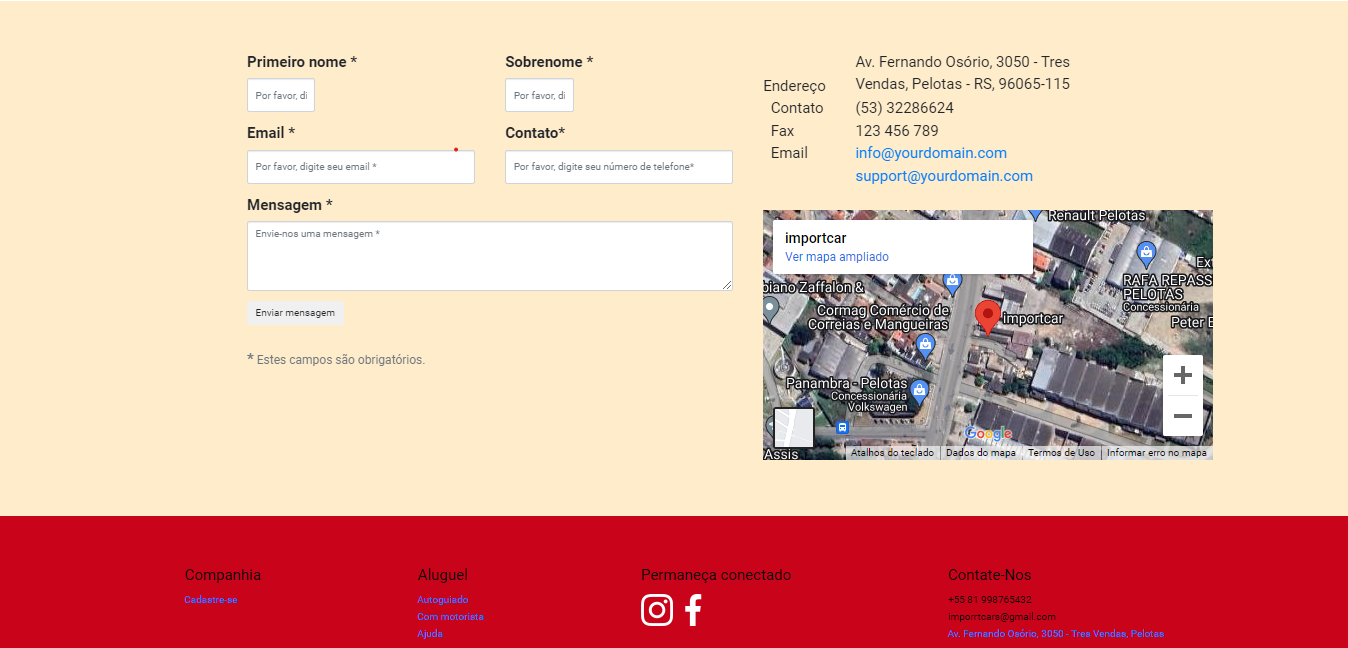 Primeiro nome *
Sobrenome *
Por favor, di
Por favor, di
Email *
Contato*
Por favor, digite seu email *
Por favor, digite seu número de telefone*
Mensagem *
Envie-nos uma mensagem *
Enviar mensagem
* Estes campos são obrigatórios.
Endereço
Av. Fernando Osório, 3050 - Tres
Vendas, Pelotas - RS, 96065-115
Contato
(53) 32286624
Fax
123 456 789
Email
info@yourdomain.com
support@yourdomain.com
Renault Pelotas
importcar
Ver mapa ampliado
Ext
RAFA REPASS
PELOTAS
Concessionária
biano Zaffalon &
Cormag Comércio de
Correias e Mangueiras
importcar
Peter E
Panambra - Pelotas
Concessionária
Volkswagen
Assis
Google
Atalhos do teclado
Dados do mapa
Termos de Uso
Informar erro no mapa
Companhia
Aluguel
Permaneça conectado
Contate-Nos
Cadastre-se
Autoguiado
Com motorista
Ajuda
+55 81 998765432
imporrtcars@gmail.com
Av. Fernando Osório, 3050 - Tres Vendas, Pelotas